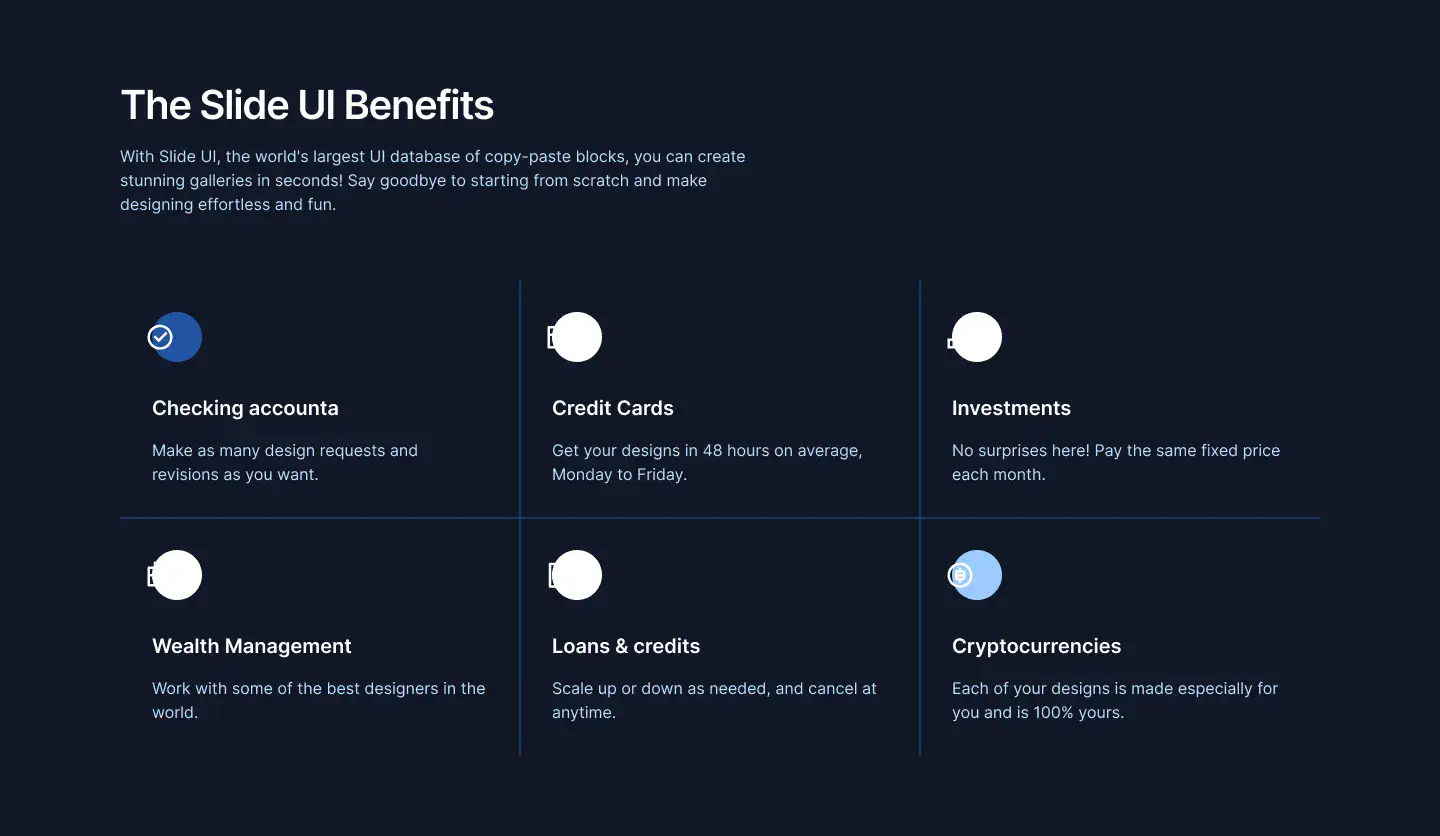 The Slide UI Benefits
With Slide UI, the world's largest UI database of copy-paste blocks, you can create
stunning galleries in seconds! Say goodbye to starting from scratch and make
designing effortless and fun.
Checking accounta
Make as many design requests and
revisions as you want.
Credit Cards
Get your designs in 48 hours on average,
Monday to Friday.
Investments
No surprises here! Pay the same fixed price
each month.
Wealth Management
Work with some of the best designers in the
world.
Loans & credits
Scale up or down as needed, and cancel at
anytime.
Cryptocurrencies
Each of your designs is made especially for
you and is 100% yours.